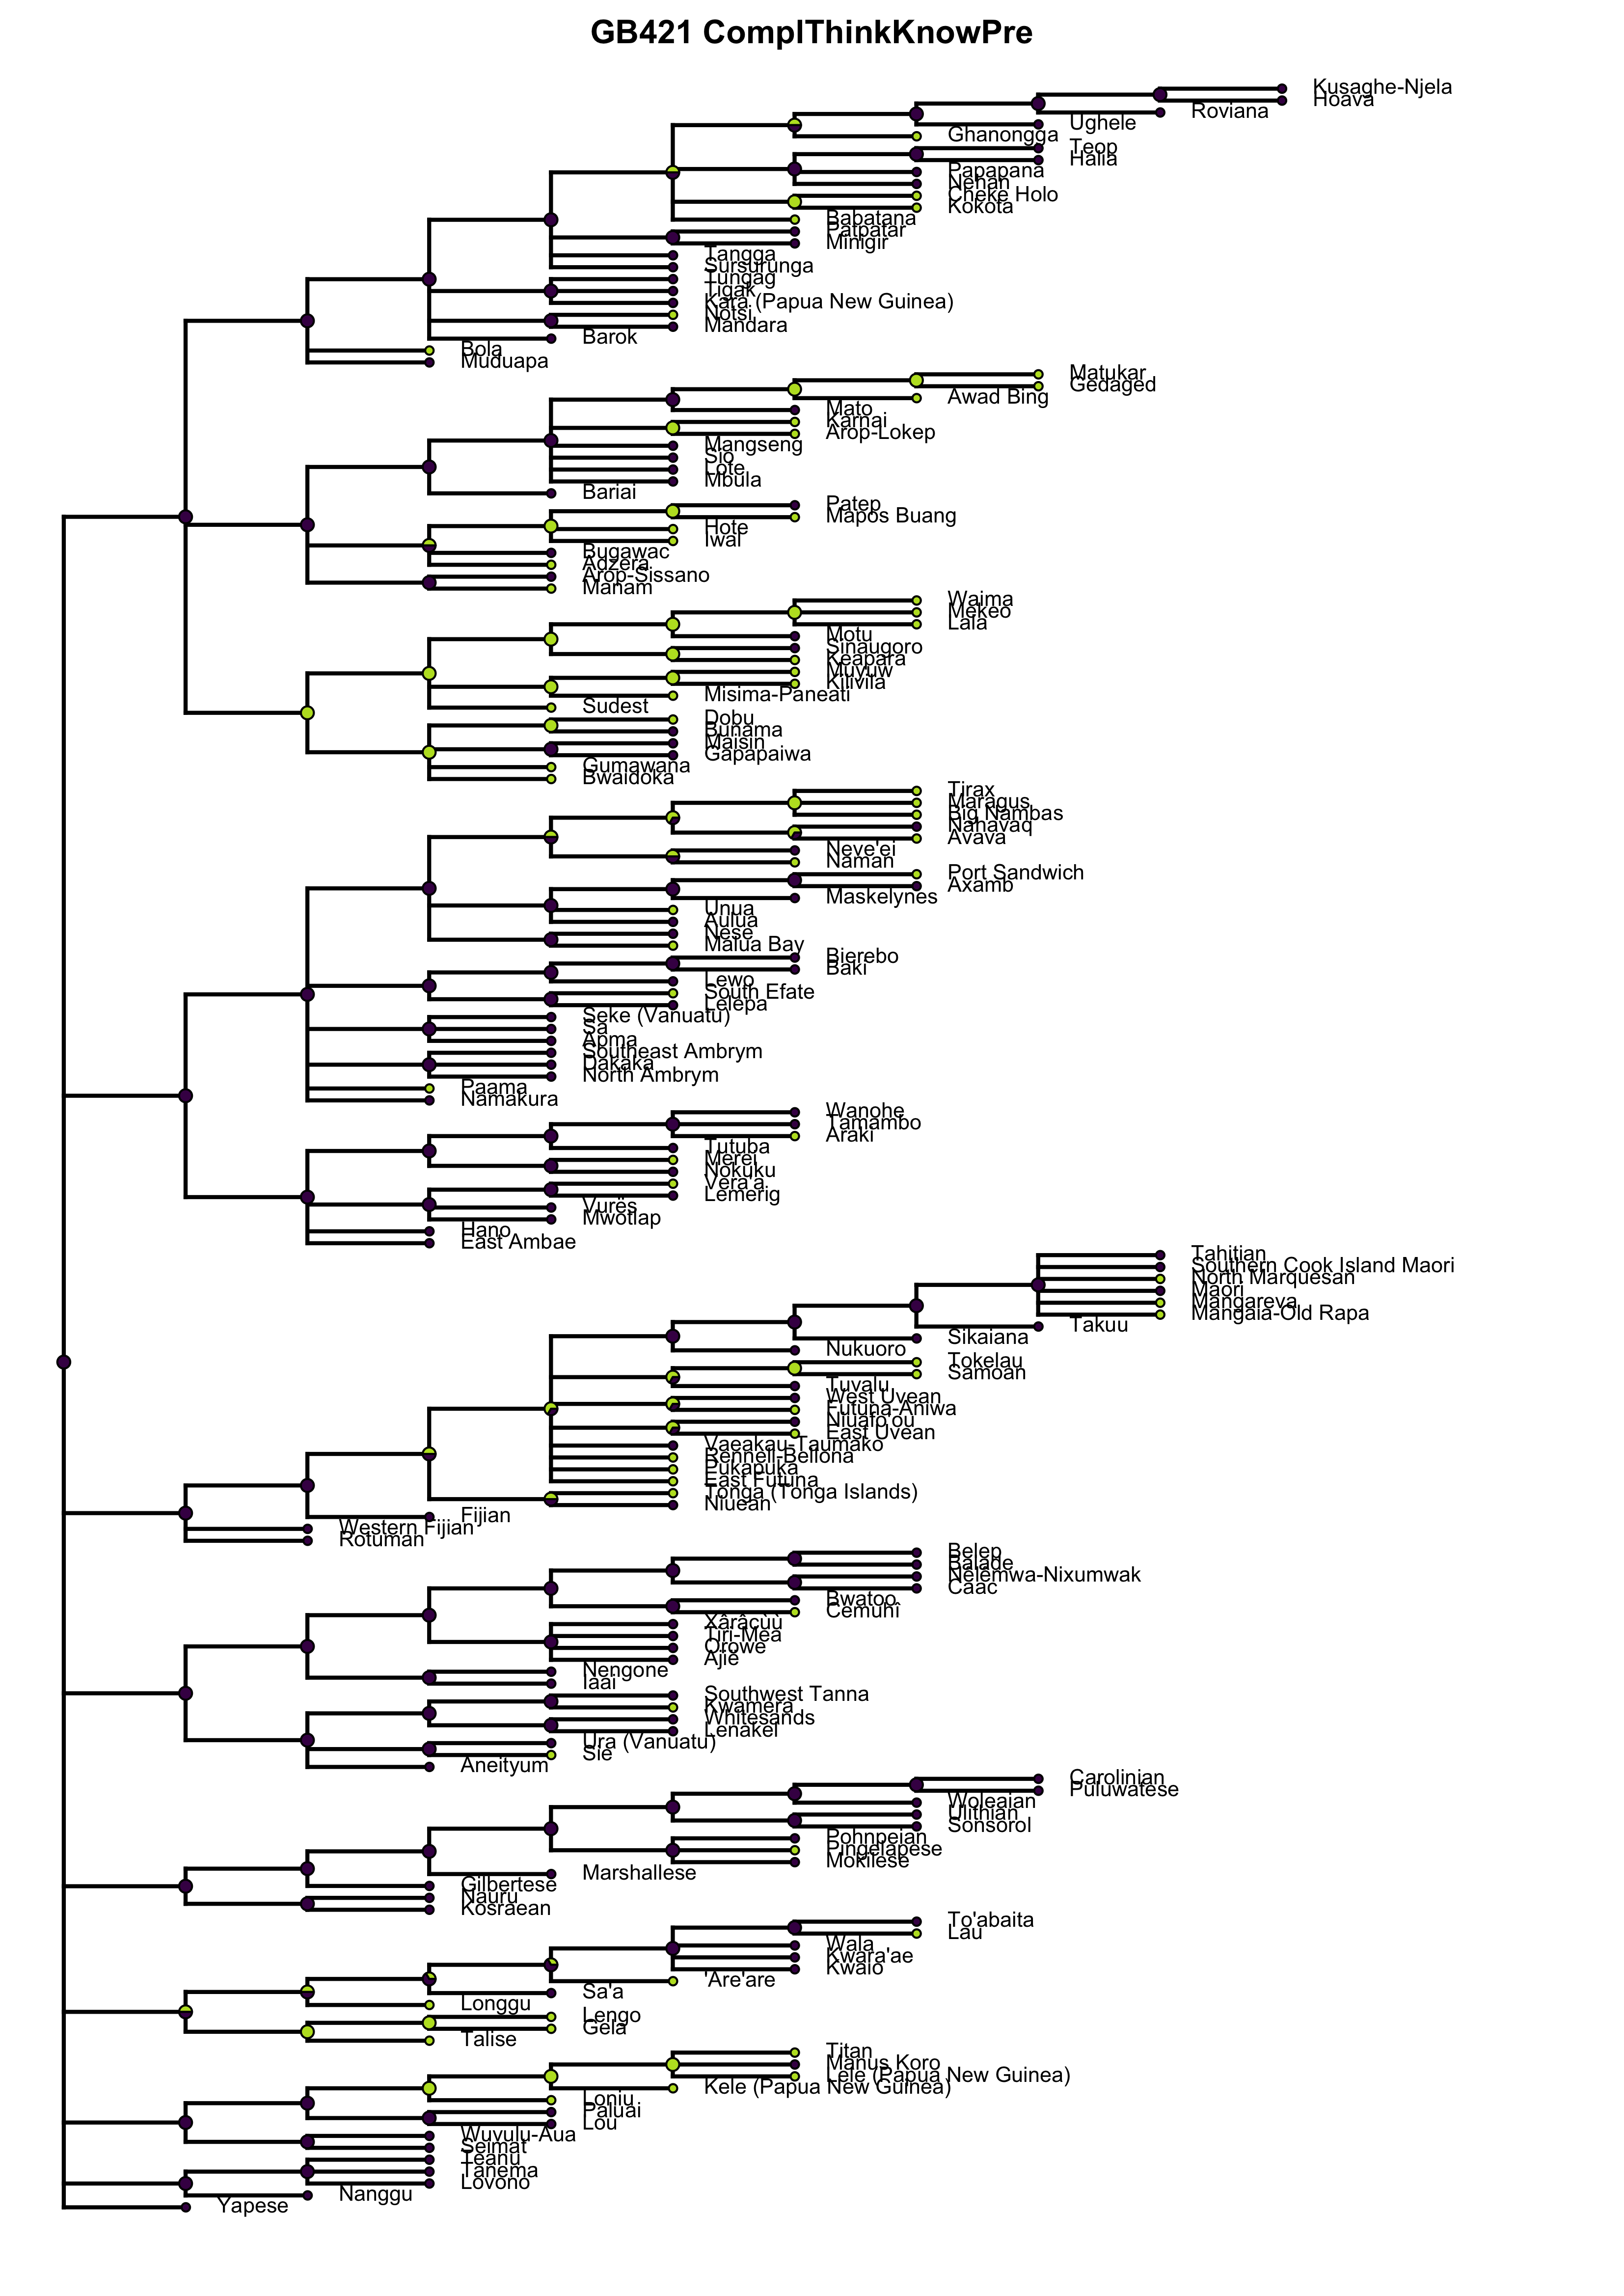 GB421 ComplThinkKnowPre
Kusaghe-Njela
Hoava
Roviana
Ughele
Ghanongga
Teop
Halia
Papapana
Nehan
Cheke Holo
Kokota
Babatana
Patpatar
Minigir
Tangga
Sursurunga
Tungag
Tigak
Kara (Papua New Guinea)
Notsi
Mandara
Barok
Bola
Muduapa
Matukar
Gedaged
Awad Bing
Mato
Karnai
Arop-Lokep
Mangseng
Sio
Lote
Mbula
Bariai
Patep
Mapos Buang
Hote
Iwal
Bugawac
Adzera
Arop-Sissano
Manam
Waima
Mekeo
Lala
Motu
Sinaugoro
Keapara
Muyuw
Kilivila
Misima-Paneati
Sudest
Dobu
Bunama
Maisin
Gapapaiwa
Gumawana
Bwaidoka
Tirax
Maragus
Big Nambas
Nahavaq
Avava
Neve'ei
Naman
Port Sandwich
Axamb
Maskelynes
Unua
Aulua
Nese
Malua Bay
Bierebo
Baki
Lewo
South Efate
Lelepa
Seke (Vanuatu)
Sa
Apma
Southeast Ambrym
Dakaka
North Ambrym
Paama
Namakura
Wanohe
Tamambo
Araki
Tutuba
Merei
Nokuku
Vera'a
Lemerig
Vurës
Mwotlap
Hano
East Ambae
Tahitian
Southern Cook Island Maori
North Marquesan
Maori
Mangareva
Mangaia-Old Rapa
Takuu
Sikaiana
Nukuoro
Tokelau
Samoan
Tuvalu
West Uvean
Futuna-Aniwa
Niuafo'ou
East Uvean
Vaeakau-Taumako
Rennell-Bellona
Pukapuka
East Futuna
Tonga (Tonga Islands)
Niuean
Fijian
Western Fijian
Rotuman
Belep
Balade
Nêlêmwa-Nixumwak
Caac
Bwatoo
Cemuhî
Xârâcùù
Tiri-Mea
Orowe
Ajië
Nengone
Iaai
Southwest Tanna
Kwamera
Whitesands
Lenakel
Ura (Vanuatu)
Sie
Aneityum
Carolinian
Puluwatese
Woleaian
Ulithian
Sonsorol
Pohnpeian
Pingelapese
Mokilese
Marshallese
Gilbertese
Nauru
Kosraean
To'abaita
Lau
Wala
Kwara'ae
Kwaio
'Are'are
Sa'a
Longgu
Lengo
Gela
Talise
Titan
Manus Koro
Lele (Papua New Guinea)
Kele (Papua New Guinea)
Loniu
Paluai
Lou
Wuvulu-Aua
Seimat
Teanu
Tanema
Lovono
Nanggu
Yapese